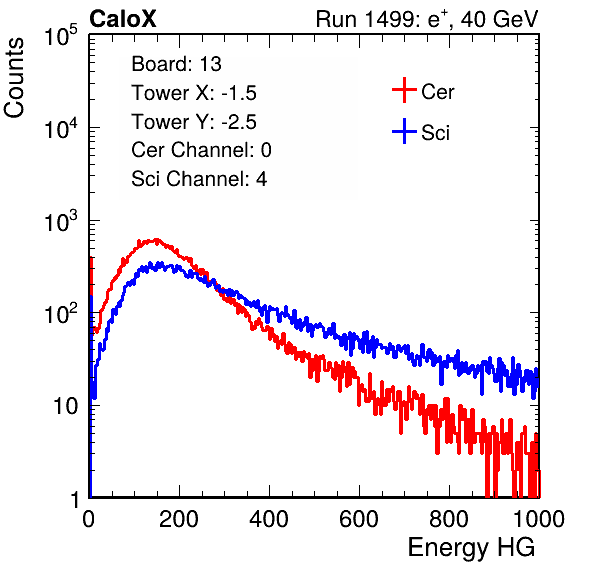 CaloX
Run 1499: e+, 40 GeV
Counts
10^5
10^4
10^3
10^2
10
1
Board: 13
Tower X: -1.5
Tower Y: -2.5
Cer Channel: 0
Sci Channel: 4
Cer
Sci
0 200 400 600 800 1000
Energy HG